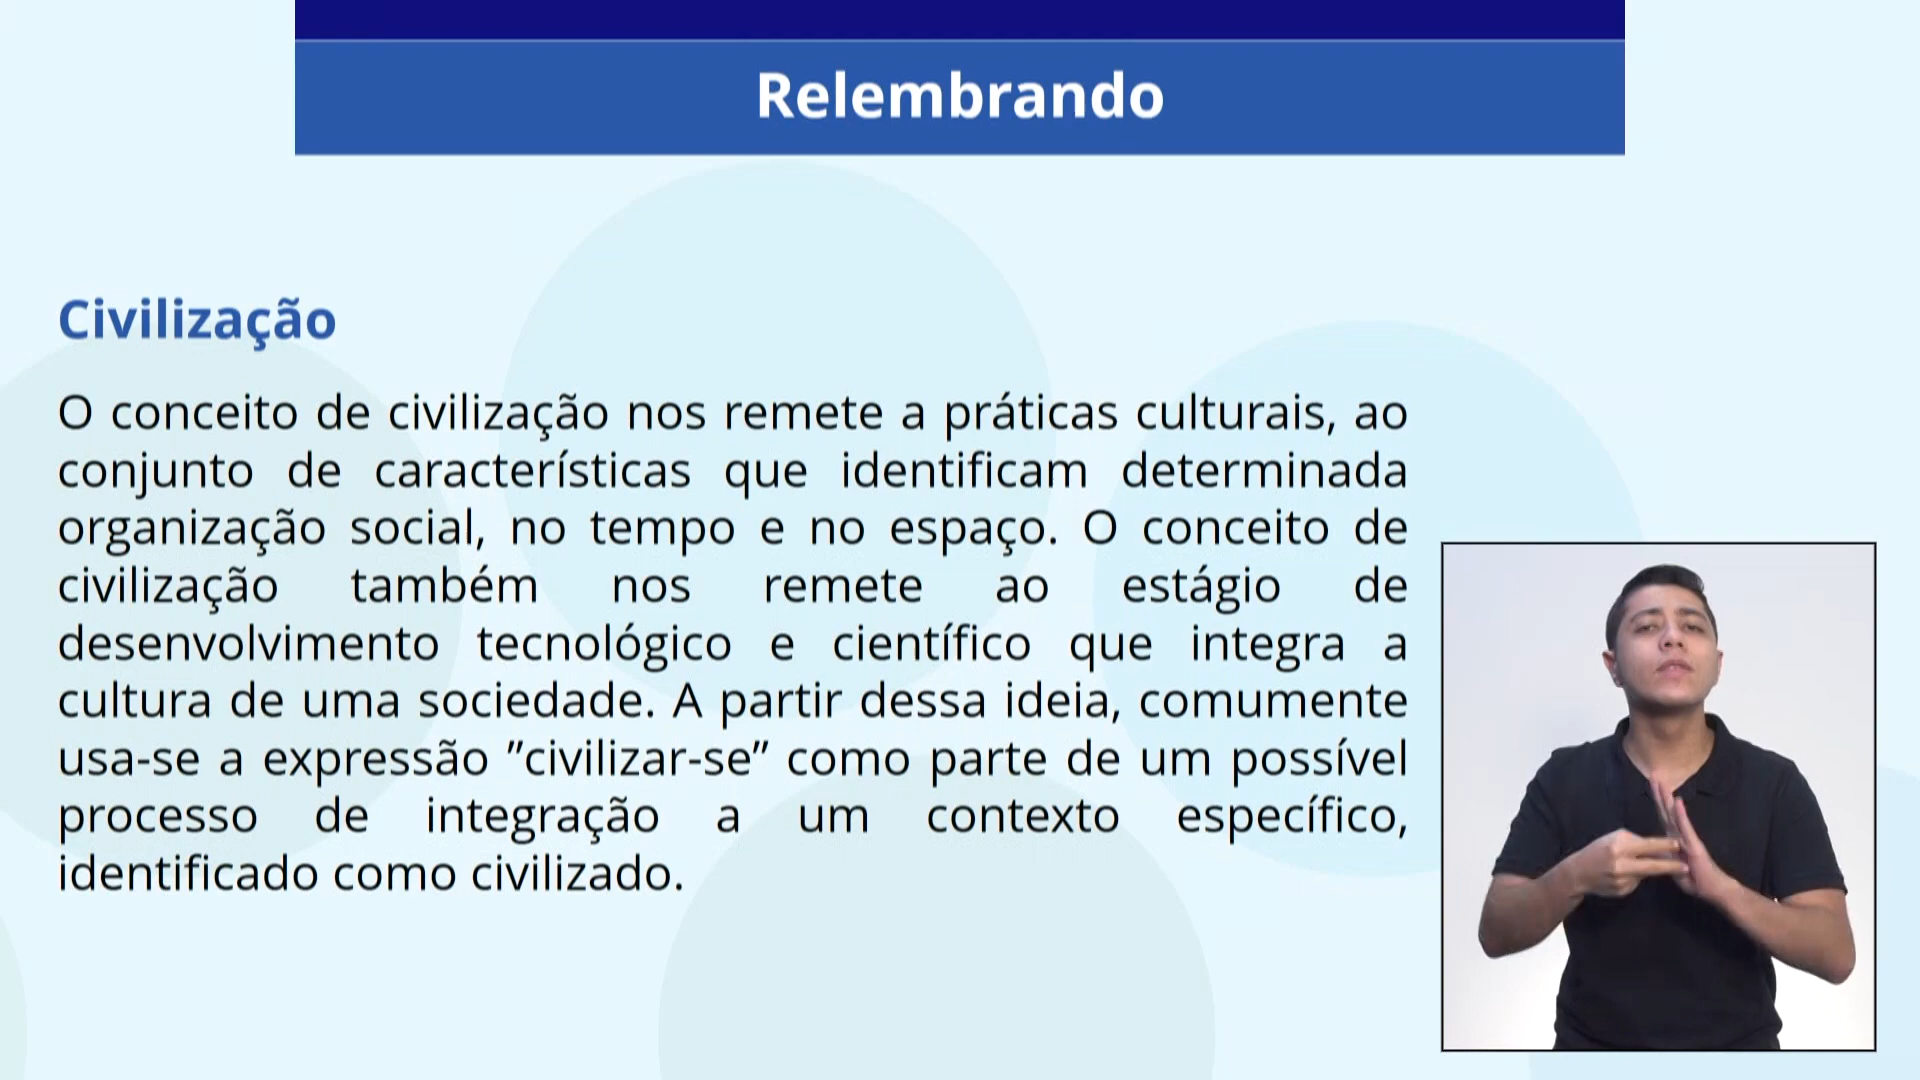 Relembrando
Civilização
O conceito de civilização nos remete a práticas culturais, ao
conjunto de características que identificam determinada
organização social, no tempo e no espaço. O conceito de
civilização também nos remete ao estágio de
desenvolvimento tecnológico e científico que integra a
cultura de uma sociedade. A partir dessa ideia, comumente
usa-se a expressão ”civilizar-se” como parte de um possível
processo de integração a um contexto específico,
identificado como civilizado.